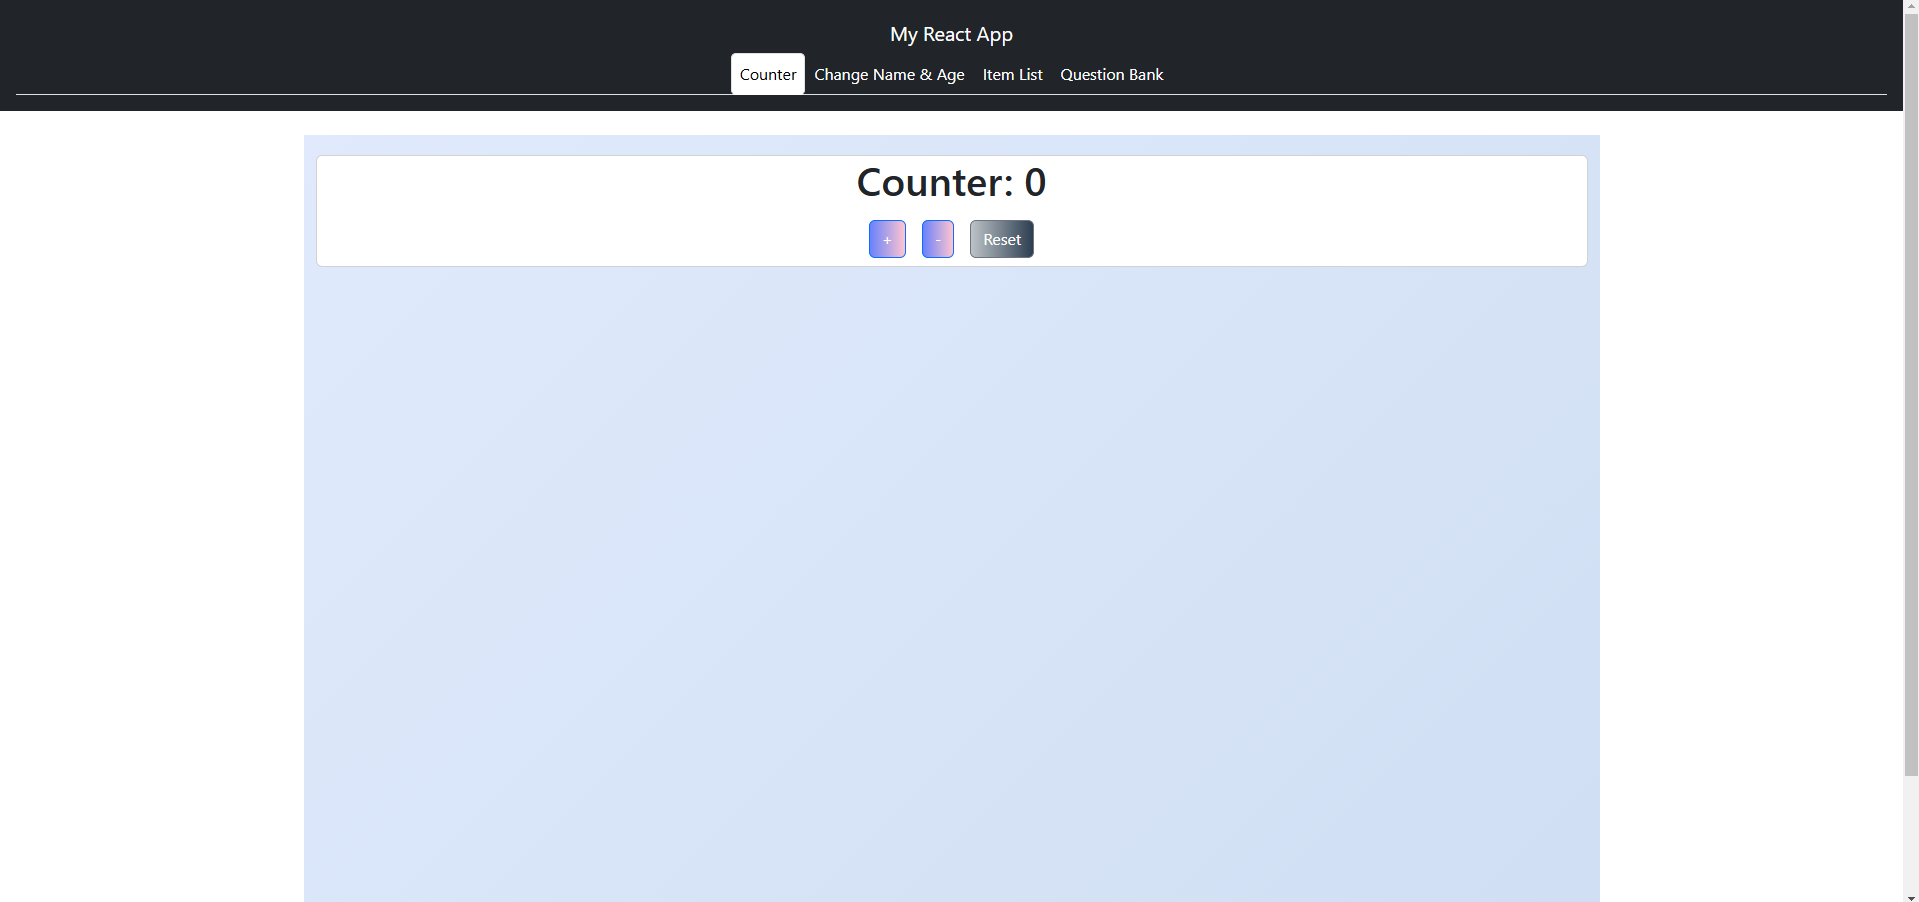 My React App
Counter Change Name & Age Item List Question Bank
Counter: 0
+ - Reset